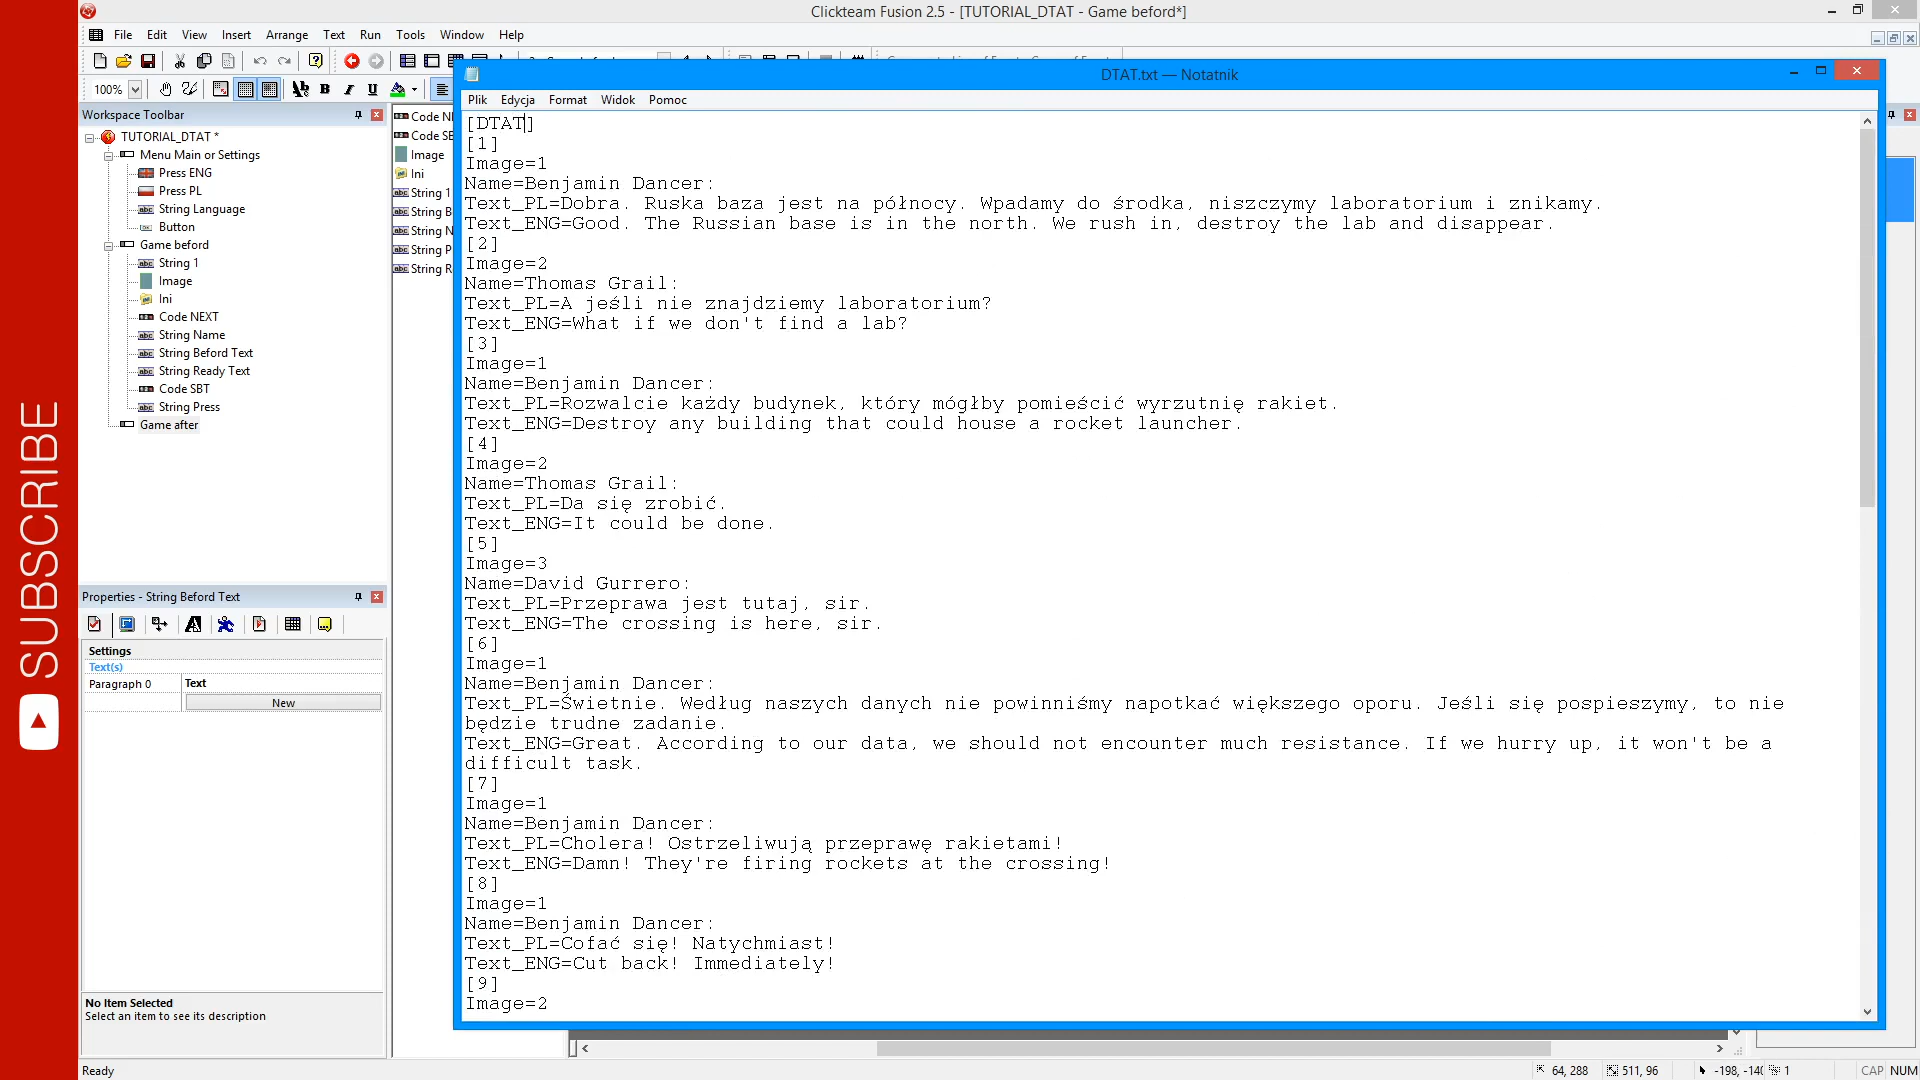 Clickteam Fusion 2.5 - [TUTORIAL_DTAT - Game beford*]
File Edit View Insert Arrange Text Run Tools Window Help
100%
Workspace Toolbar
TUTORIAL_DTAT *
Menu Main or Settings
Press ENG
Press PL
String Language
Button
Game beford
String 1
Image
Ini
Code NEXT
String Name
String Beford Text
String Ready Text
Code SBT
String Press
Game after
Properties - String Beford Text
Settings
Text(s)
Paragraph 0 Text
New
No Item Selected
Select an item to see its description
Ready
SUBSCRIBE
Image
Ini
String 1
DTAT.txt — Notatnik
Plik Edycja Format Widok Pomoc
[DTAT]
[1]
Image=1
Name=Benjamin Dancer:
Text_PL=Dobra. Ruska baza jest na północy. Wpadamy do środka, niszczymy laboratorium i znikamy.
Text_ENG=Good. The Russian base is in the north. We rush in, destroy the lab and disappear.
[2]
Image=2
Name=Thomas Grail:
Text_PL=A jeśli nie znajdziemy laboratorium?
Text_ENG=What if we don't find a lab?
[3]
Image=1
Name=Benjamin Dancer:
Text_PL=Rozwalcie każdy budynek, który mógłby pomieścić wyrzutnię rakiet.
Text_ENG=Destroy any building that could house a rocket launcher.
[4]
Image=2
Name=Thomas Grail:
Text_PL=Da się zrobić.
Text_ENG=It could be done.
[5]
Image=3
Name=David Gurrero:
Text_PL=Przeprawa jest tutaj, sir.
Text_ENG=The crossing is here, sir.
[6]
Image=1
Name=Benjamin Dancer:
Text_PL=Świetnie. Według naszych danych nie powinniśmy napotkać większego oporu. Jeśli się pospieszymy, to nie
będzie trudne zadanie.
Text_ENG=Great. According to our data, we should not encounter much resistance. If we hurry up, it won't be a
difficult task.
[7]
Image=1
Name=Benjamin Dancer:
Text_PL=Cholera! Ostrzeliwują przeprawę rakietami!
Text_ENG=Damn! They're firing rockets at the crossing!
[8]
Image=1
Name=Benjamin Dancer:
Text_PL=Cofać się! Natychmiast!
Text_ENG=Cut back! Immediately!
[9]
Image=2
64, 288 511, 96 1 CAP NUM